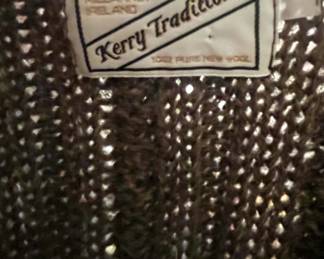 IRELAND
Kerry Tradition
100% PURE NEW WOOL